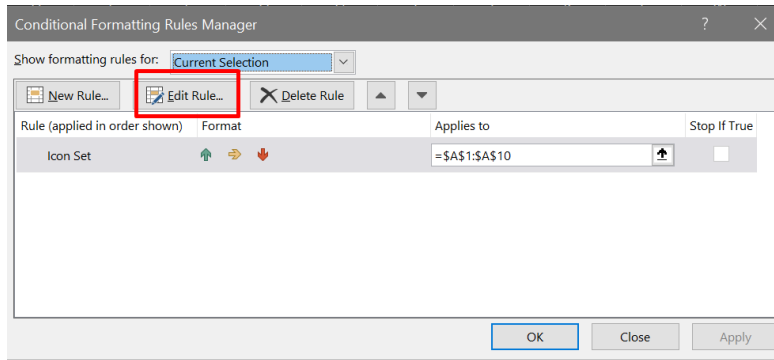 Conditional Formatting Rules Manager ?
Show formatting rules for: Current Selection
New Rule... Edit Rule... Delete Rule
Rule (applied in order shown) Format Applies to Stop If True
Icon Set =$A$1:$A$10
OK Close Apply